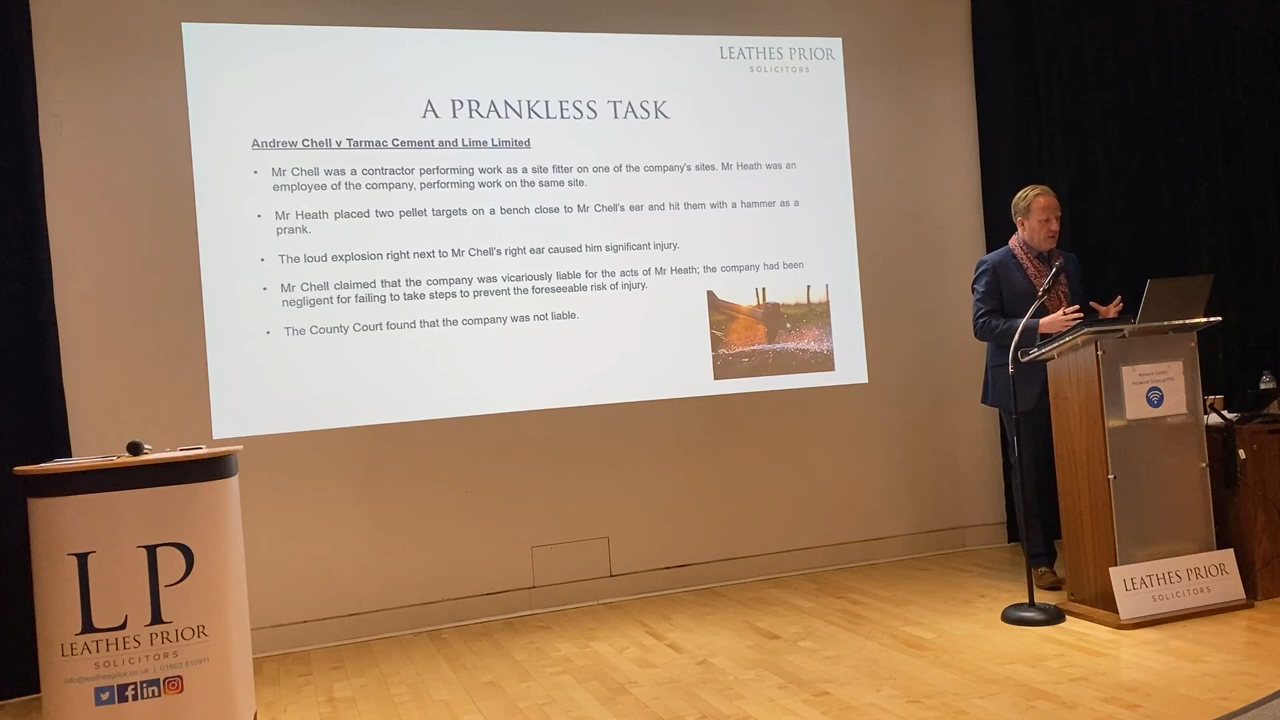 LEATHES PRIOR
SOLICITORS
A PRANKLESS TASK
Andrew Chell v Tarmac Cement and Lime Limited
• Mr Chell was a contractor performing work as a site fitter on one of the company's sites. Mr Heath was an
employee of the company, performing work on the same site.
• Mr Heath placed two pellet targets on a bench close to Mr Chell's ear and hit them with a hammer as a
prank.
• The loud explosion right next to Mr Chell's right ear caused him significant injury.
• Mr Chell claimed that the company was vicariously liable for the acts of Mr Heath; the company had been
negligent for failing to take steps to prevent the foreseeable risk of injury.
• The County Court found that the company was not liable.
LP
LEATHES PRIOR
SOLICITORS
info@leathesprior.co.uk | 01603 610911
LEATHES PRIOR
SOLICITORS